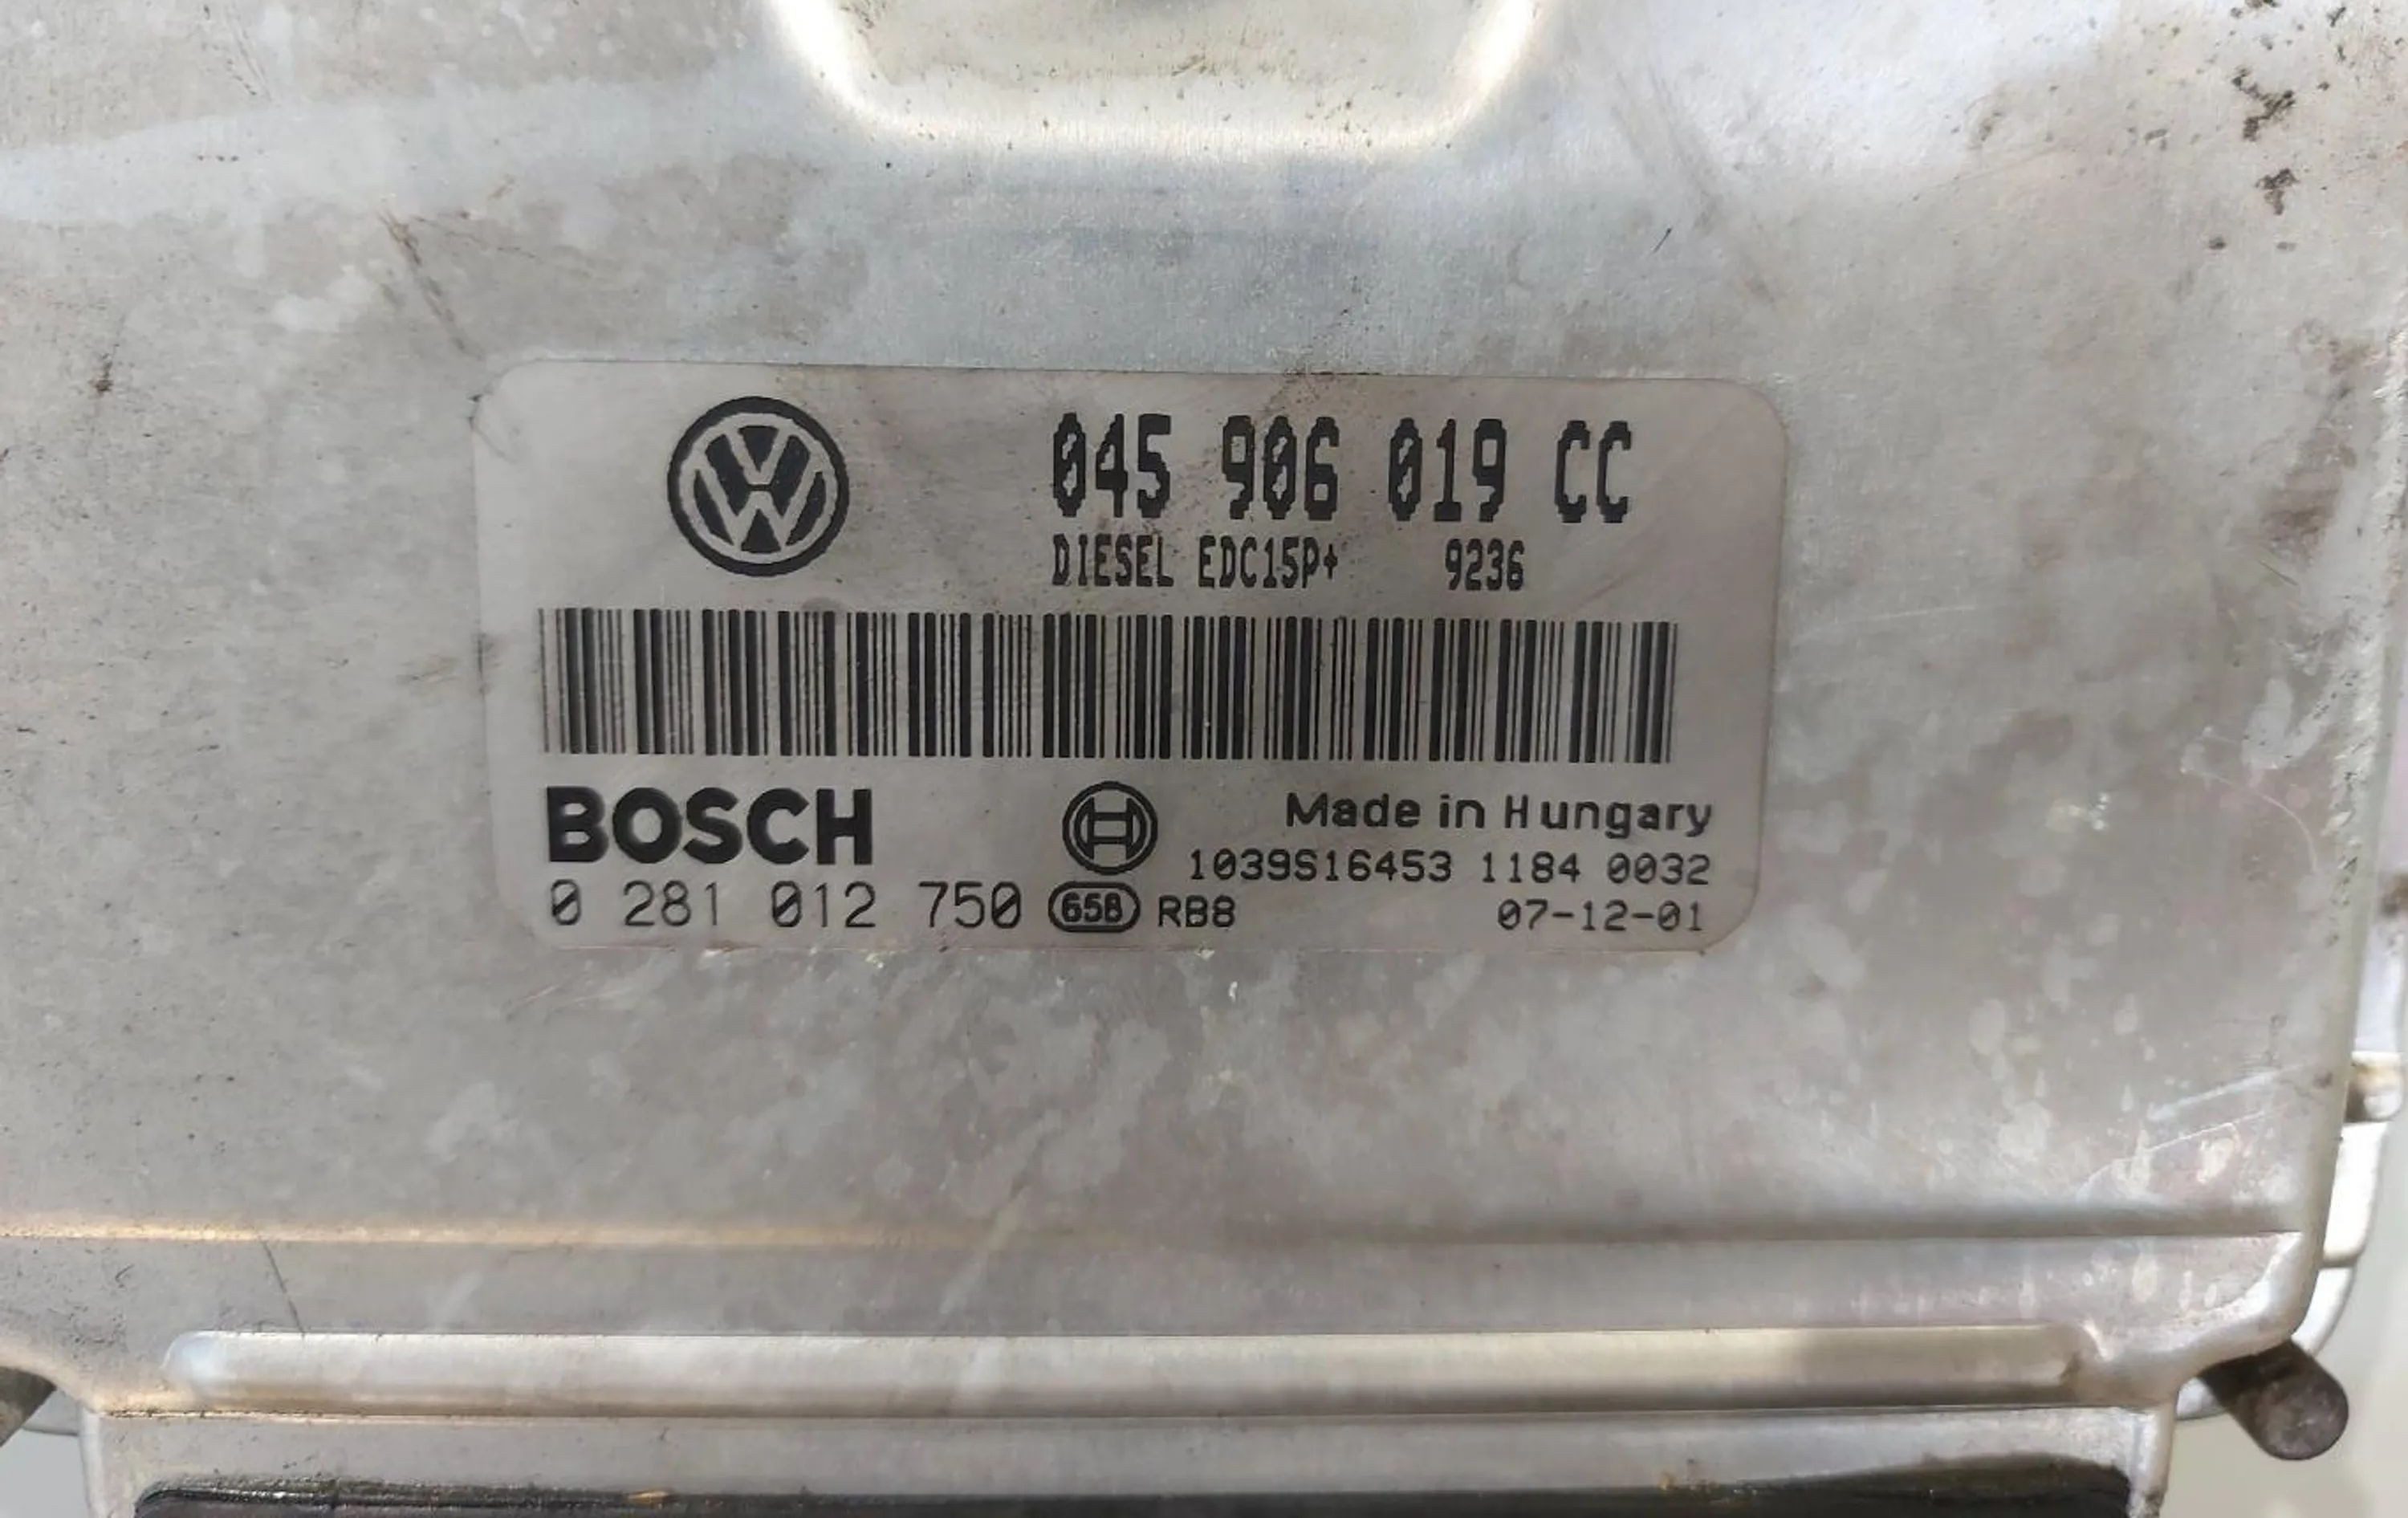 045 906 019 CC
DIESEL EDC15P+ 9236
BOSCH
Made in Hungary
1039S16453 1184 0032
0 281 012 750 658 RB8 07-12-01